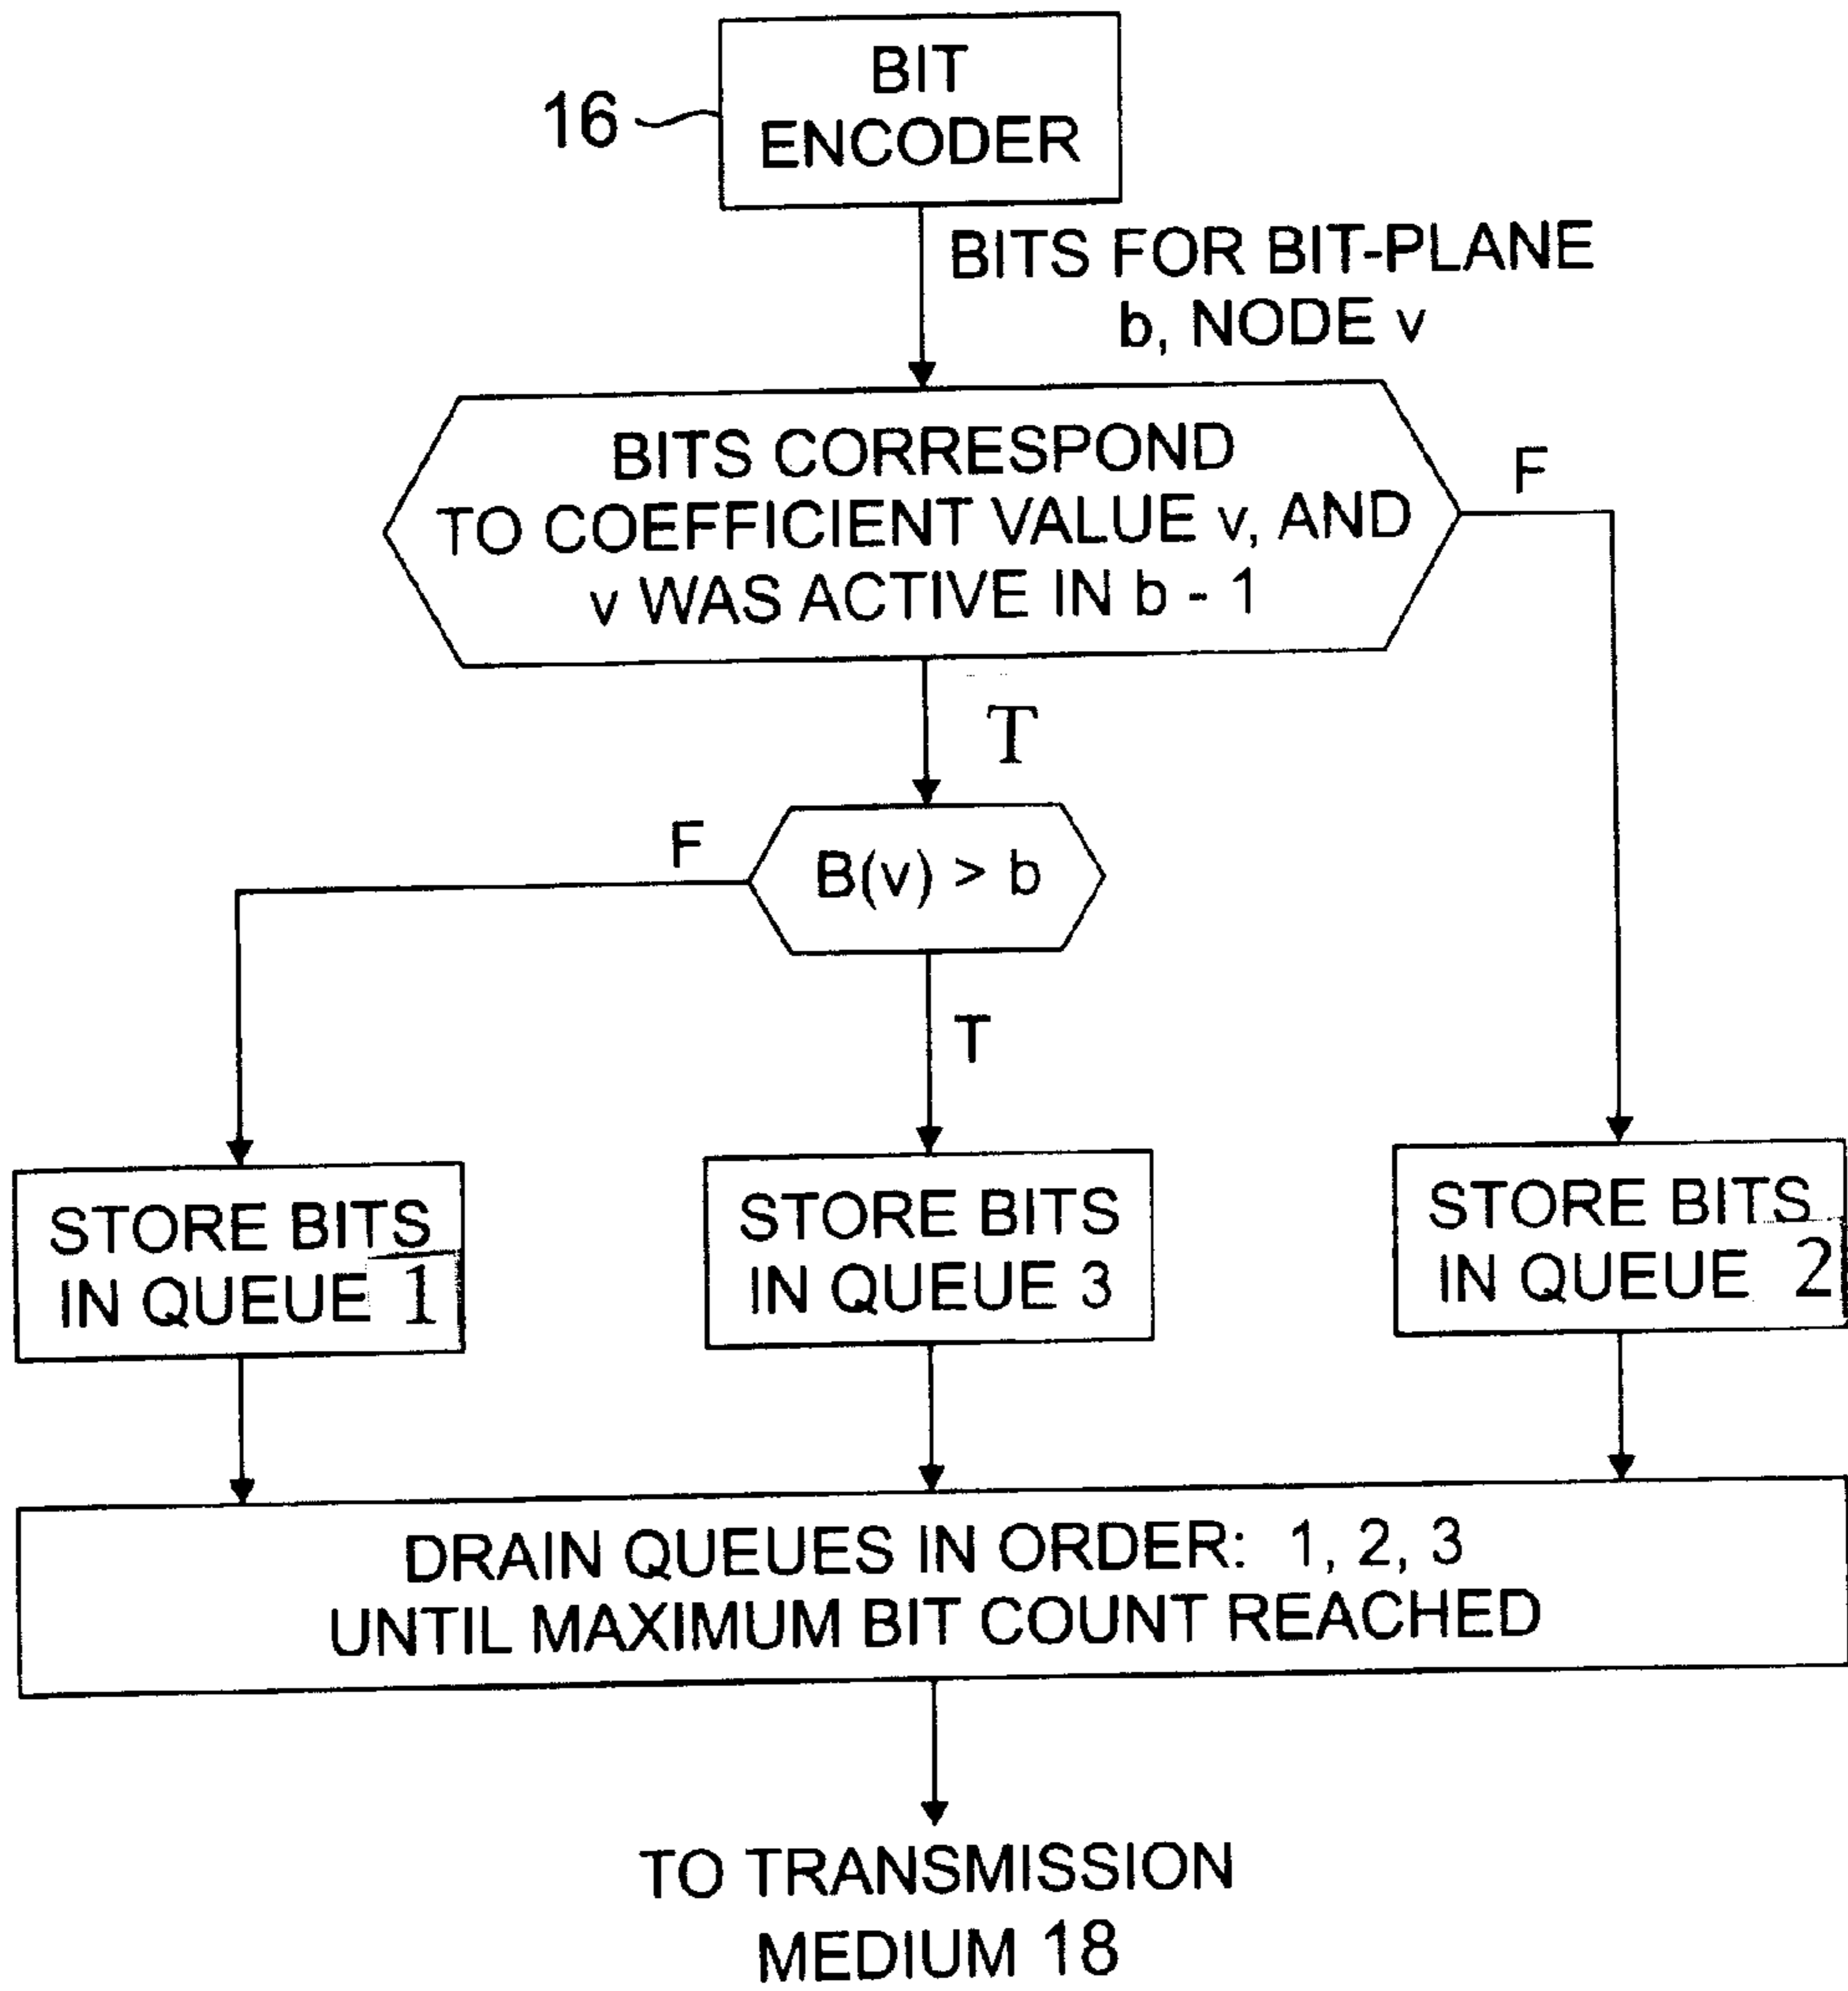 BIT
ENCODER
16
BITS FOR BIT-PLANE
b, NODE v
BITS CORRESPOND
TO COEFFICIENT VALUE v, AND
v WAS ACTIVE IN b - 1
F
T
B(v) > b
F
T
STORE BITS
IN QUEUE 1
STORE BITS
IN QUEUE 3
STORE BITS
IN QUEUE 2
DRAIN QUEUES IN ORDER: 1, 2, 3
UNTIL MAXIMUM BIT COUNT REACHED
TO TRANSMISSION
MEDIUM 18